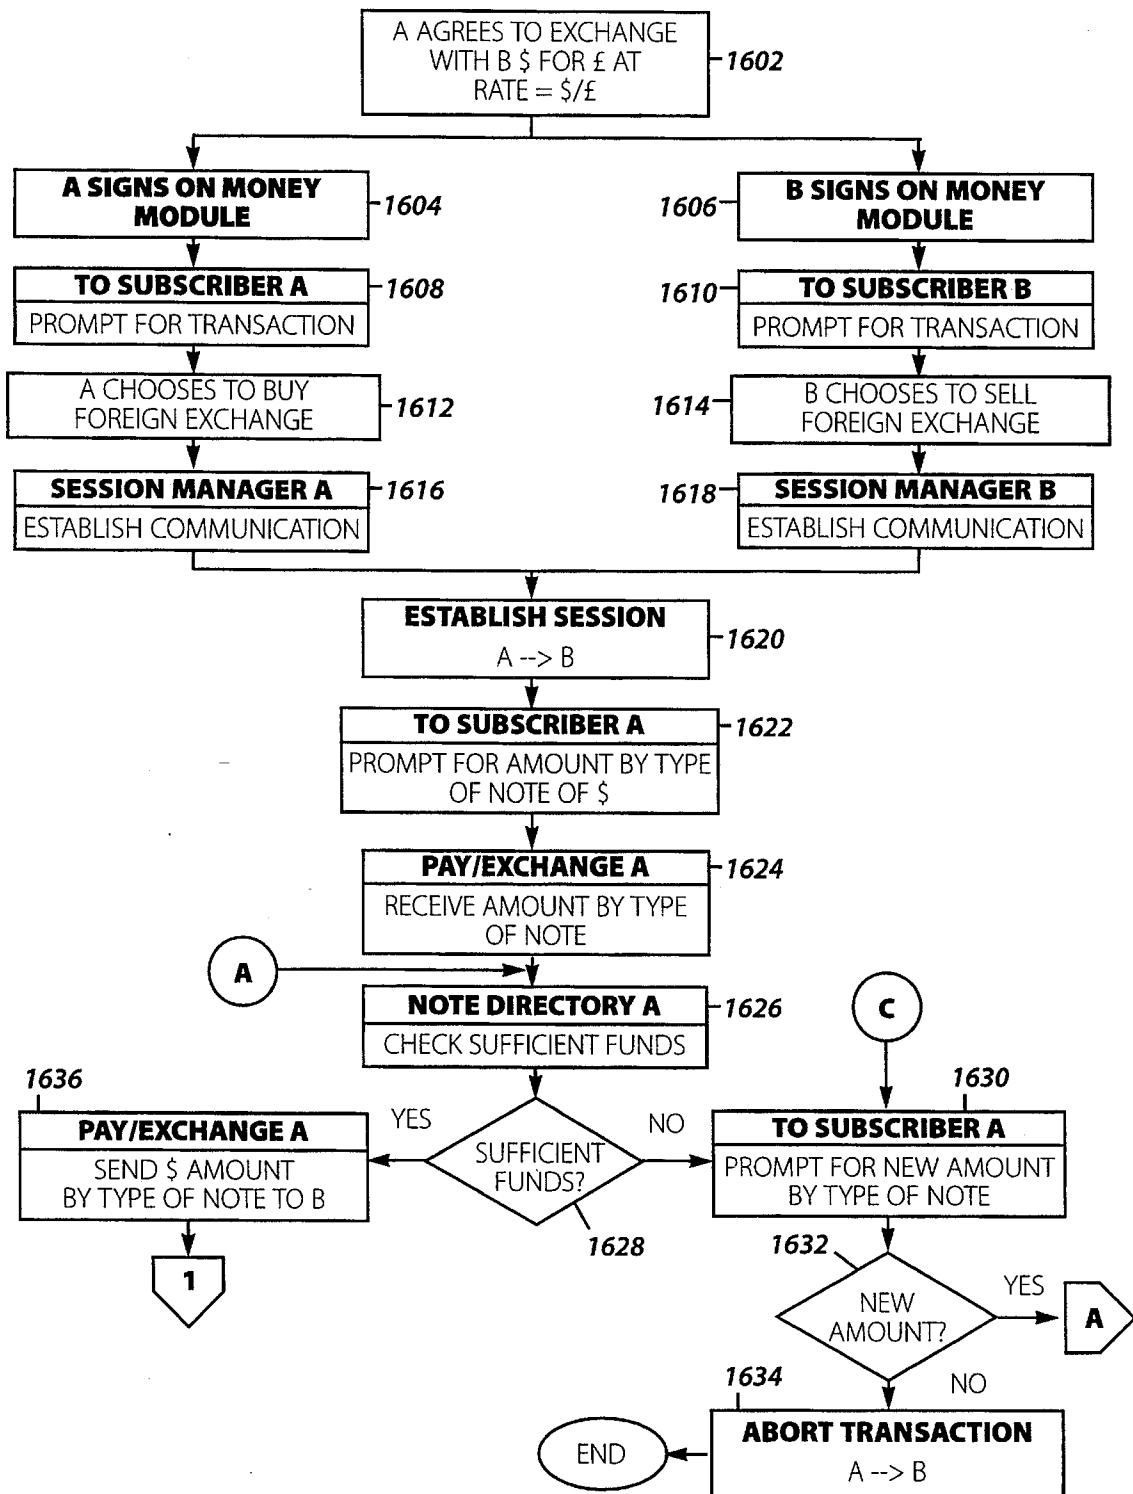 A AGREES TO EXCHANGE
WITH B $ FOR £ AT
RATE = $/£
1602
A SIGNS ON MONEY
MODULE
1604
1606
B SIGNS ON MONEY
MODULE
TO SUBSCRIBER A
1608
PROMPT FOR TRANSACTION
1610
TO SUBSCRIBER B
PROMPT FOR TRANSACTION
A CHOOSES TO BUY
FOREIGN EXCHANGE
1612
1614
B CHOOSES TO SELL
FOREIGN EXCHANGE
SESSION MANAGER A
1616
ESTABLISH COMMUNICATION
1618
SESSION MANAGER B
ESTABLISH COMMUNICATION
ESTABLISH SESSION
A --> B
1620
TO SUBSCRIBER A
1622
PROMPT FOR AMOUNT BY TYPE
OF NOTE OF $
PAY/EXCHANGE A
1624
RECEIVE AMOUNT BY TYPE
OF NOTE
A
NOTE DIRECTORY A
1626
CHECK SUFFICIENT FUNDS
C
1636
PAY/EXCHANGE A
SEND $ AMOUNT
BY TYPE OF NOTE TO B
YES
SUFFICIENT
FUNDS?
NO
1628
1630
TO SUBSCRIBER A
PROMPT FOR NEW AMOUNT
BY TYPE OF NOTE
1
1632
NEW
AMOUNT?
YES
A
NO
1634
ABORT TRANSACTION
A --> B
END